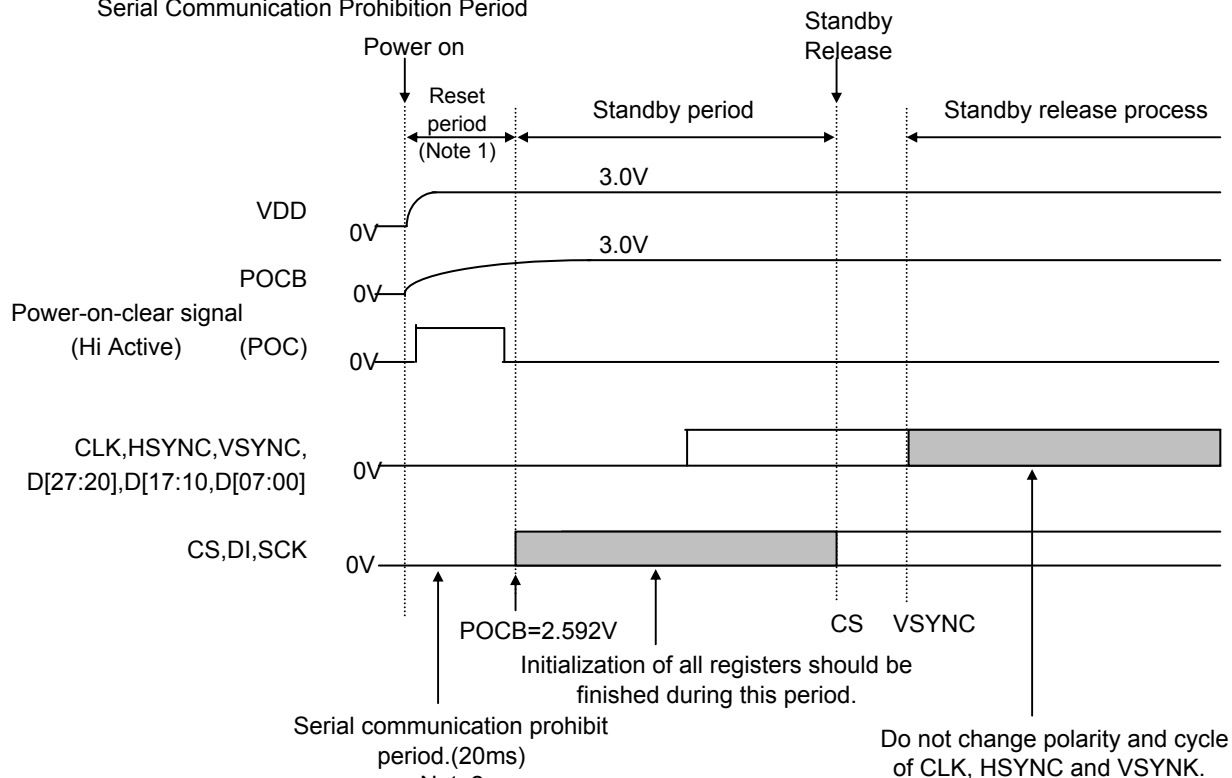 Serial Communication Prohibition Period
Power on
Standby
Release
Reset
period
(Note 1)
Standby period
Standby release process
VDD
0V
3.0V
POCB
0V
3.0V
Power-on-clear signal
(Hi Active) (POC)
0V
CLK,HSYNC,VSYNC,
D[27:20],D[17:10,D[07:00]
0V
CS,DI,SCK
0V
POCB=2.592V
CS VSYNC
Initialization of all registers should be
finished during this period.
Serial communication prohibit
period.(20ms)
Do not change polarity and cycle
of CLK, HSYNC and VSYNK.